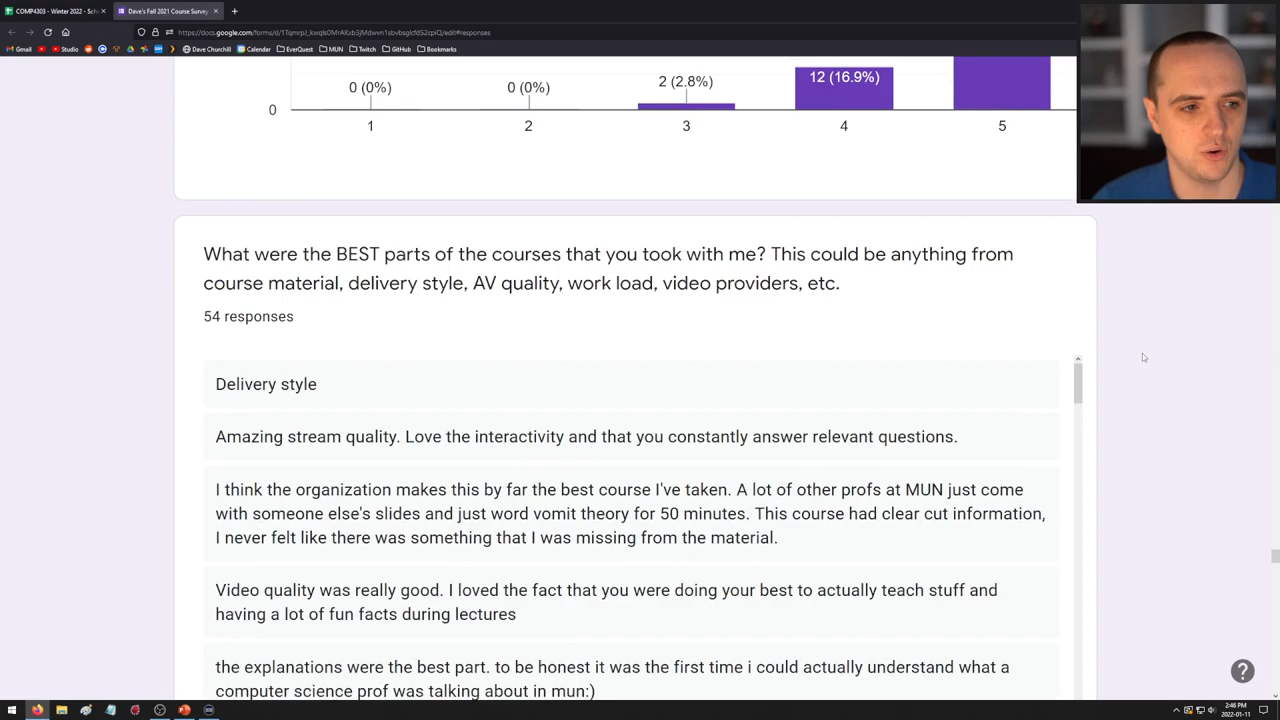 COMP4303 - Winter 2022 - Sch
Dave's Fall 2021 Course Survey
Gmail
Studio
Dave Churchill
Calendar
EverQuest
MUN
Twitch
GitHub
Bookmarks
0 (0%)
0 (0%)
2 (2.8%)
12 (16.9%)
0
1
2
3
4
5
What were the BEST parts of the courses that you took with me? This could be anything from
course material, delivery style, AV quality, work load, video providers, etc.
54 responses
Delivery style
Amazing stream quality. Love the interactivity and that you constantly answer relevant questions.
I think the organization makes this by far the best course I've taken. A lot of other profs at MUN just come
with someone else's slides and just word vomit theory for 50 minutes. This course had clear cut information,
I never felt like there was something that I was missing from the material.
Video quality was really good. I loved the fact that you were doing your best to actually teach stuff and
having a lot of fun facts during lectures
the explanations were the best part. to be honest it was the first time i could actually understand what a
computer science prof was talking about in mun:)
2:46 PM
2022-01-11